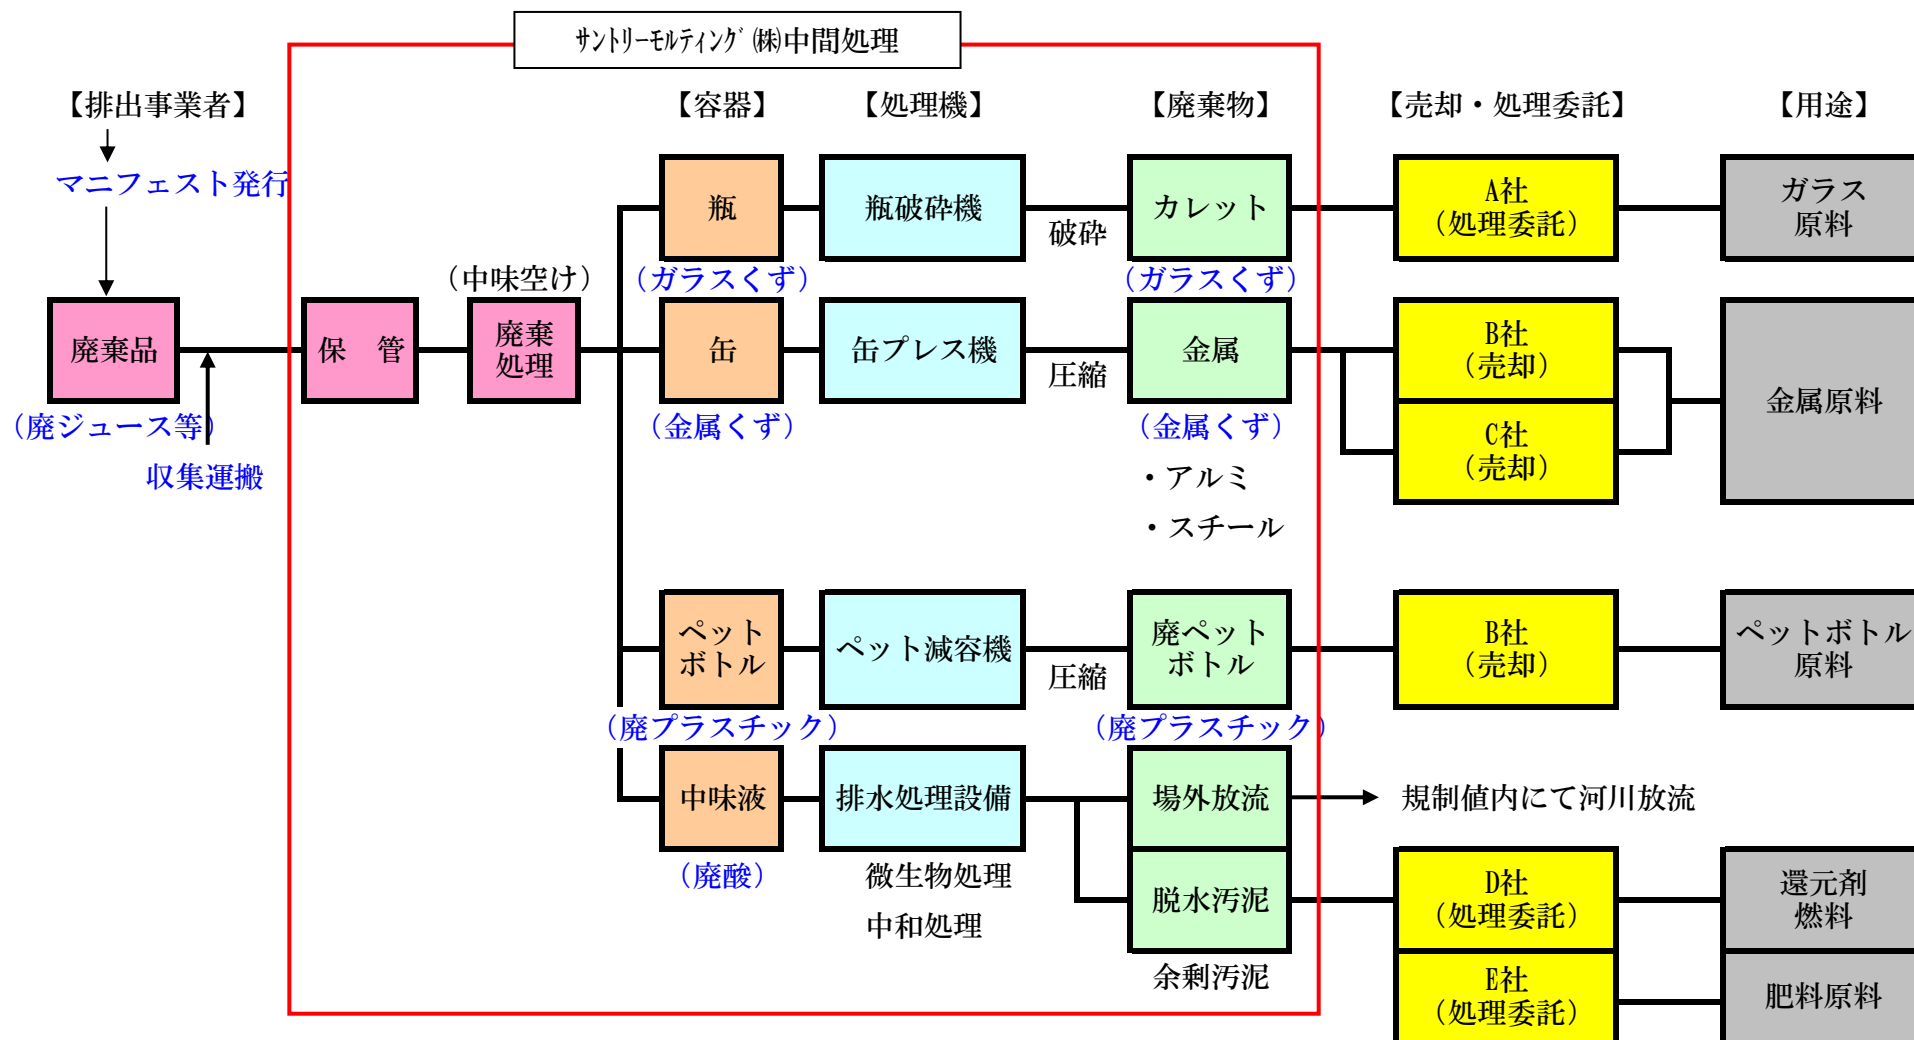 サントリーモルティング(株)中間処理
【排出事業者】
【容器】
【処理機】
【廃棄物】
【売却・処理委託】
【用途】
マニフェスト発行
瓶
瓶破砕機
破砕
カレット
A社
(処理委託)
ガラス
原料
(ガラスくず)
(ガラスくず)
(中味空け)
廃棄品
保　管
廃棄
処理
缶
缶プレス機
圧縮
金属
B社
(売却)
C社
(売却)
金属原料
(廃ジュース等)
収集運搬
(金属くず)
(金属くず)
・アルミ
・スチール
ペット
ボトル
ペット減容機
圧縮
廃ペット
ボトル
B社
(売却)
ペットボトル
原料
(廃プラスチック)
(廃プラスチック)
中味液
排水処理設備
場外放流
規制値内にて河川放流
(廃酸)
微生物処理
中和処理
脱水汚泥
余剰汚泥
D社
(処理委託)
還元剤
燃料
E社
(処理委託)
肥料原料